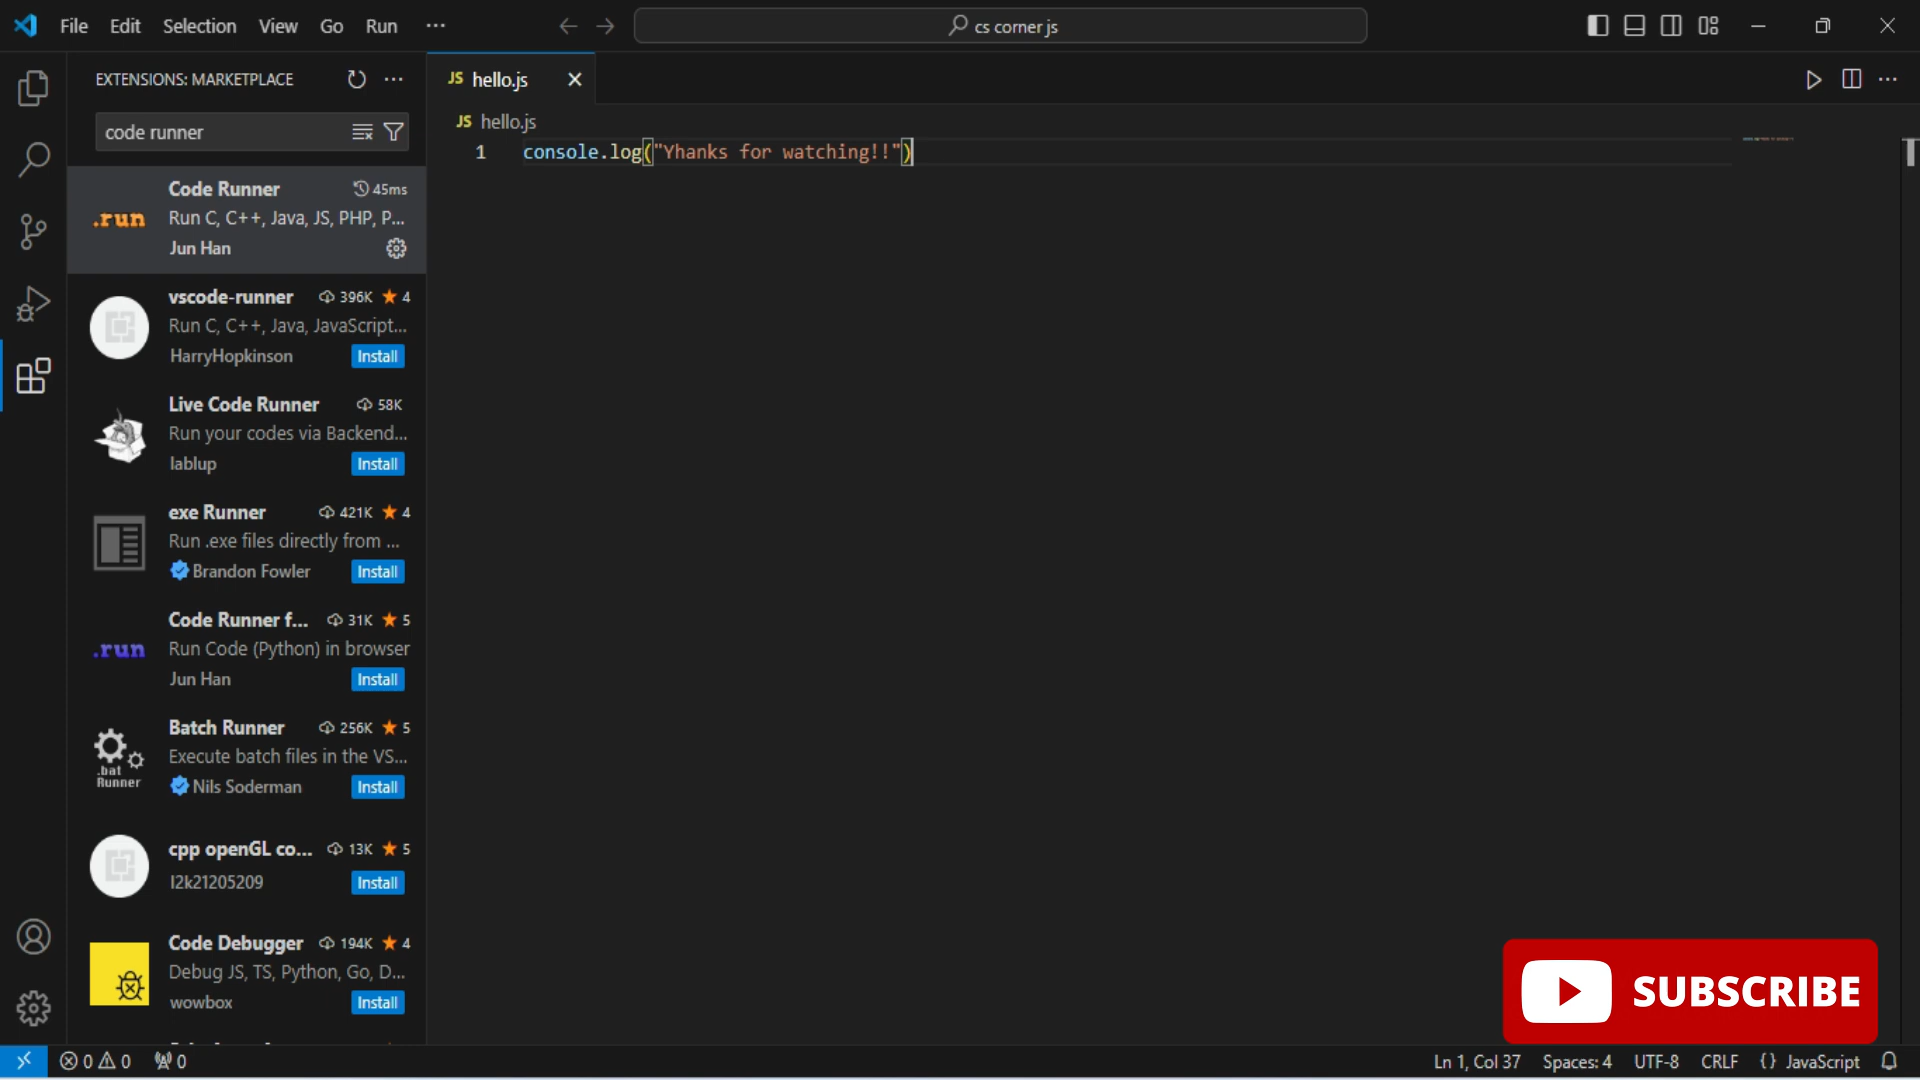 File Edit Selection View Go Run ···
cs corner js
EXTENSIONS: MARKETPLACE
code runner
Code Runner 45ms
Run C, C++, Java, JS, PHP, P...
Jun Han
vscode-runner 396K 4
Run C, C++, Java, JavaScript...
HarryHopkinson Install
Live Code Runner 58K
Run your codes via Backend...
lablup Install
exe Runner 421K 4
Run .exe files directly from ...
Brandon Fowler Install
Code Runner f... 31K 5
Run Code (Python) in browser
Jun Han Install
Batch Runner 256K 5
Execute batch files in the VS...
Nils Soderman Install
cpp openGL co... 13K 5
l2k21205209 Install
Code Debugger 194K 4
Debug JS, TS, Python, Go, D...
wowbox Install
.run
.run
.bat
Runner
JS hello.js
JS hello.js
1 console.log("Yhanks for watching!!")
SUBSCRIBE
0 0 0
Ln 1, Col 37 Spaces: 4 UTF-8 CRLF {} JavaScript